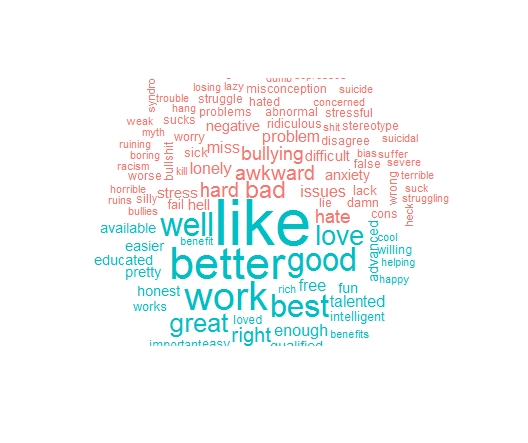 dumb depressed
losing lazy misconception suicide
syndro trouble struggle hated concerned
hang problems abnormal stressful
weak sucks negative ridiculous shit stereotype
myth worry problem disagree suicidal
ruining bullshit sick miss bullying difficult bias suffer
boring kill lonely awkward false severe
racism worse anxiety wrong terrible
horrible stress hard bad issues lack suck
ruins silly fail hell lie damn struggling
bullies like hate cons heck
available well love advanced cool
easier benefit willing
educated better good helping
pretty happy
honest work rich free fun
works best talented
great loved intelligent
right enough benefits
important easy qualified